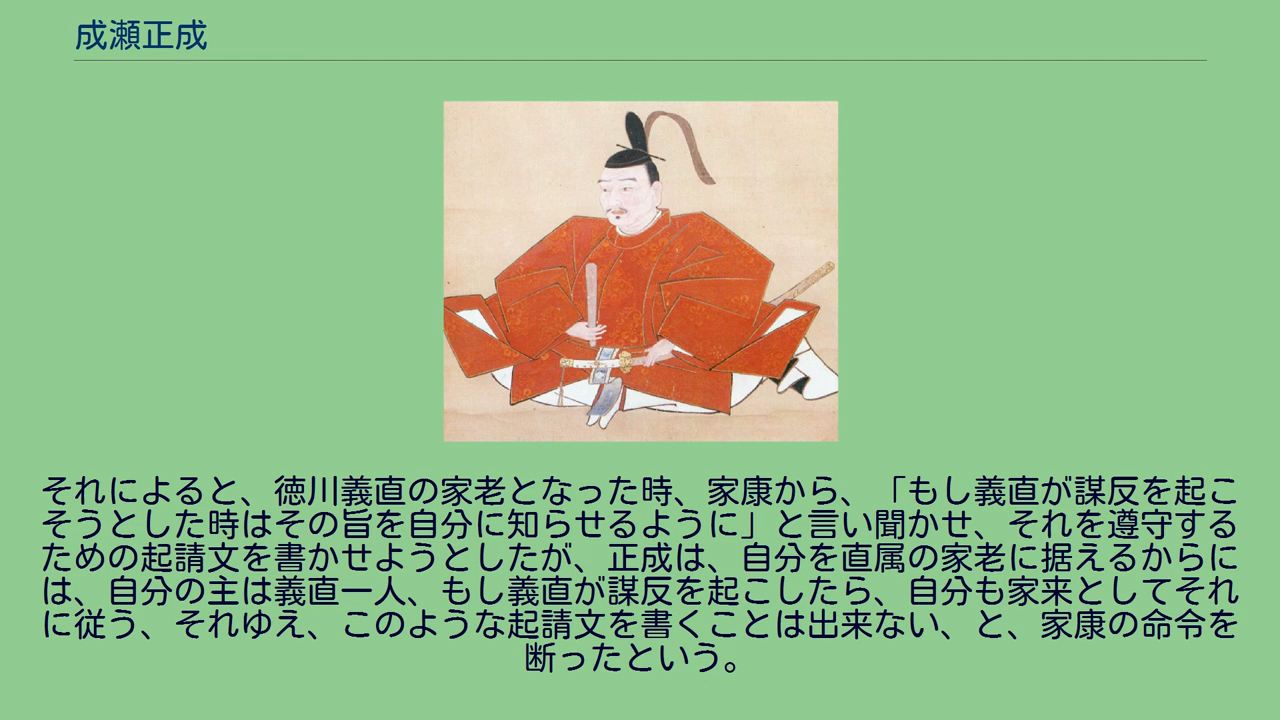 成瀬正成
それによると、徳川義直の家老となった時、家康から、「もし義直が謀反を起こ
そうとした時はその旨を自分に知らせるように」と言い聞かせ、それを遵守する
ための起請文を書かせようとしたが、正成は、自分を直属の家老に据えるからに
は、自分の主は義直一人、もし義直が謀反を起こしたら、自分も家来としてそれ
に従う、それゆえ、このような起請文を書くことは出来ない、と、家康の命令を
断ったという。